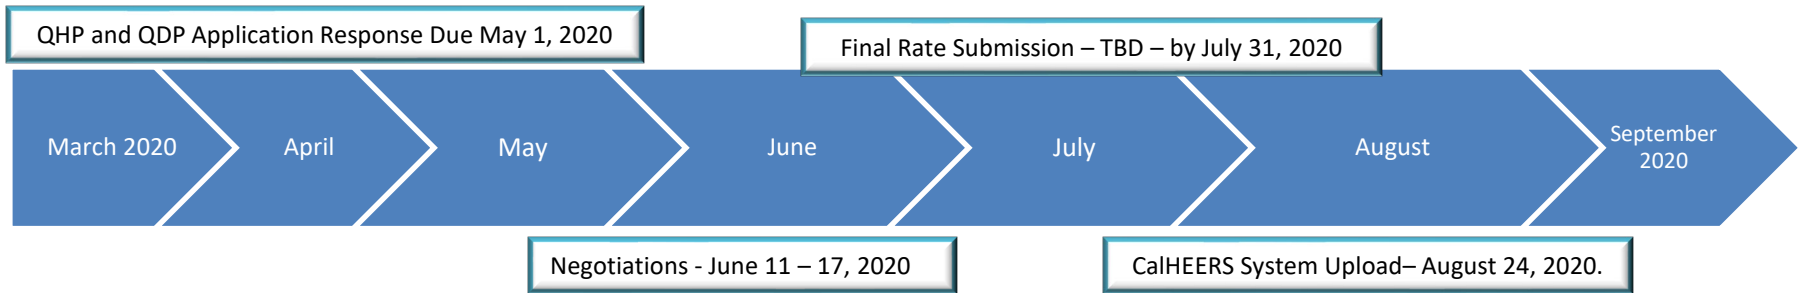 QHP and QDP Application Response Due May 1, 2020
Final Rate Submission – TBD – by July 31, 2020
March 2020
April
May
June
July
August
September
2020
Negotiations - June 11 – 17, 2020
CalHEERS System Upload– August 24, 2020.